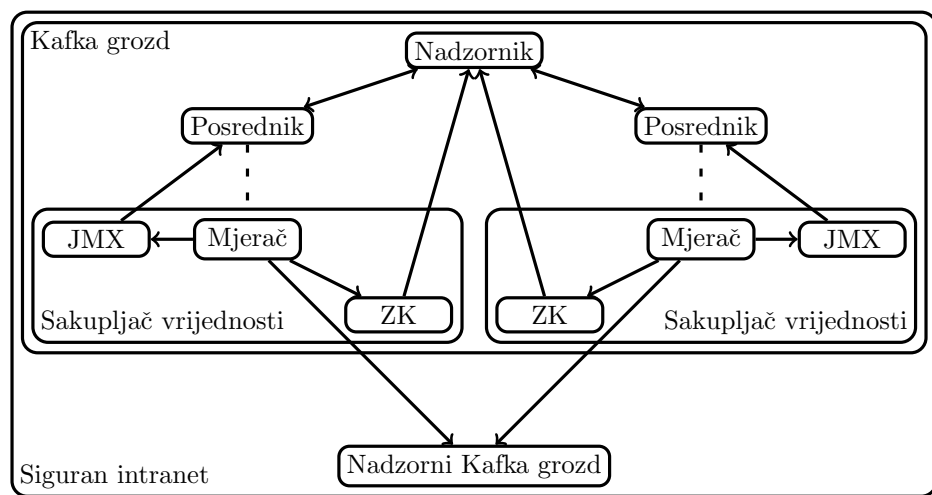 Kafka grozd
Nadzornik
Posrednik
Posrednik
JMX
Mjerač
Mjerač
JMX
ZK
ZK
Sakupljač vrijednosti
Sakupljač vrijednosti
Nadzorni Kafka grozd
Siguran intranet